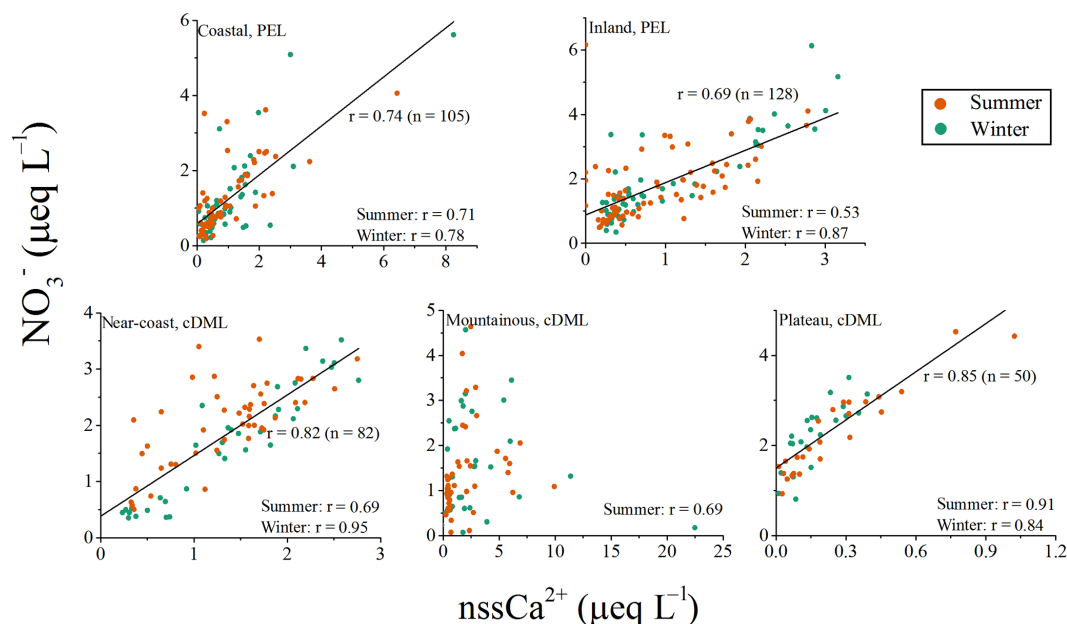 Coastal, PEL
6
4
2
0
r = 0.74 (n = 105)
Summer: r = 0.71
Winter: r = 0.78
0 2 4 6 8
Inland, PEL
6
4
2
0
r = 0.69 (n = 128)
Summer: r = 0.53
Winter: r = 0.87
0 1 2 3
Summer
Winter
NO₃⁻ (µeq L⁻¹)
Near-coast, cDML
4
3
2
1
0
r = 0.82 (n = 82)
Summer: r = 0.69
Winter: r = 0.95
0 1 2 3
Mountainous, cDML
5
4
3
2
1
0
Summer: r = 0.69
0 5 10 15 20 25
Plateau, cDML
4
2
0
r = 0.85 (n = 50)
Summer: r = 0.91
Winter: r = 0.84
0.0 0.3 0.6 0.9 1.2
nssCa²⁺ (µeq L⁻¹)